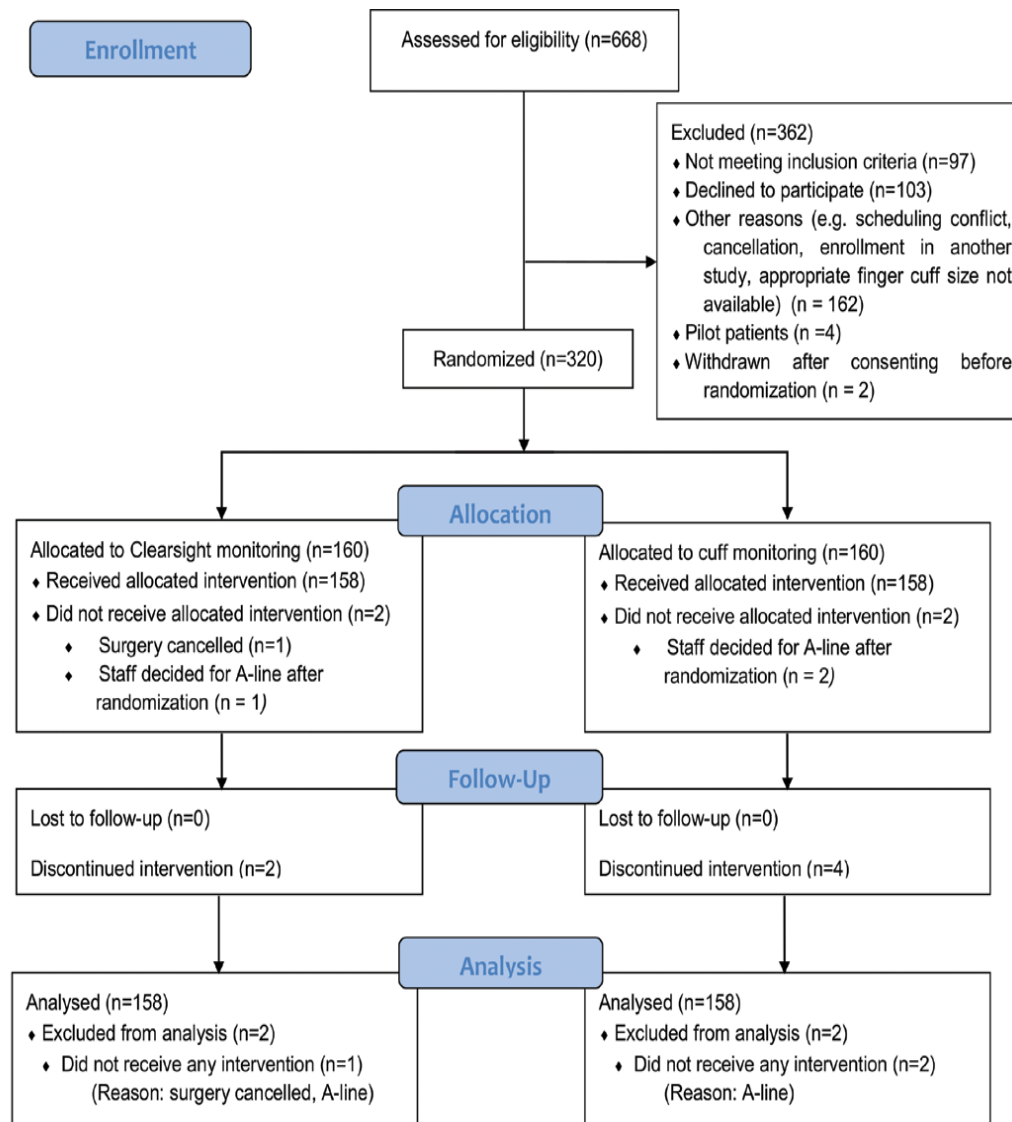 Enrollment
Assessed for eligibility (n=668)
Excluded (n=362)
♦ Not meeting inclusion criteria (n=97)
♦ Declined to participate (n=103)
♦ Other reasons (e.g. scheduling conflict,
cancellation, enrollment in another
study, appropriate finger cuff size not
available) (n = 162)
♦ Pilot patients (n =4)
♦ Withdrawn after consenting before
randomization (n = 2)
Randomized (n=320)
Allocation
Allocated to Clearsight monitoring (n=160)
♦ Received allocated intervention (n=158)
♦ Did not receive allocated intervention (n=2)
♦ Surgery cancelled (n=1)
♦ Staff decided for A-line after
randomization (n = 1)
Allocated to cuff monitoring (n=160)
♦ Received allocated intervention (n=158)
♦ Did not receive allocated intervention (n=2)
♦ Staff decided for A-line after
randomization (n = 2)
Follow-Up
Lost to follow-up (n=0)
Discontinued intervention (n=2)
Lost to follow-up (n=0)
Discontinued intervention (n=4)
Analysis
Analysed (n=158)
♦ Excluded from analysis (n=2)
♦ Did not receive any intervention (n=1)
(Reason: surgery cancelled, A-line)
Analysed (n=158)
♦ Excluded from analysis (n=2)
♦ Did not receive any intervention (n=2)
(Reason: A-line)